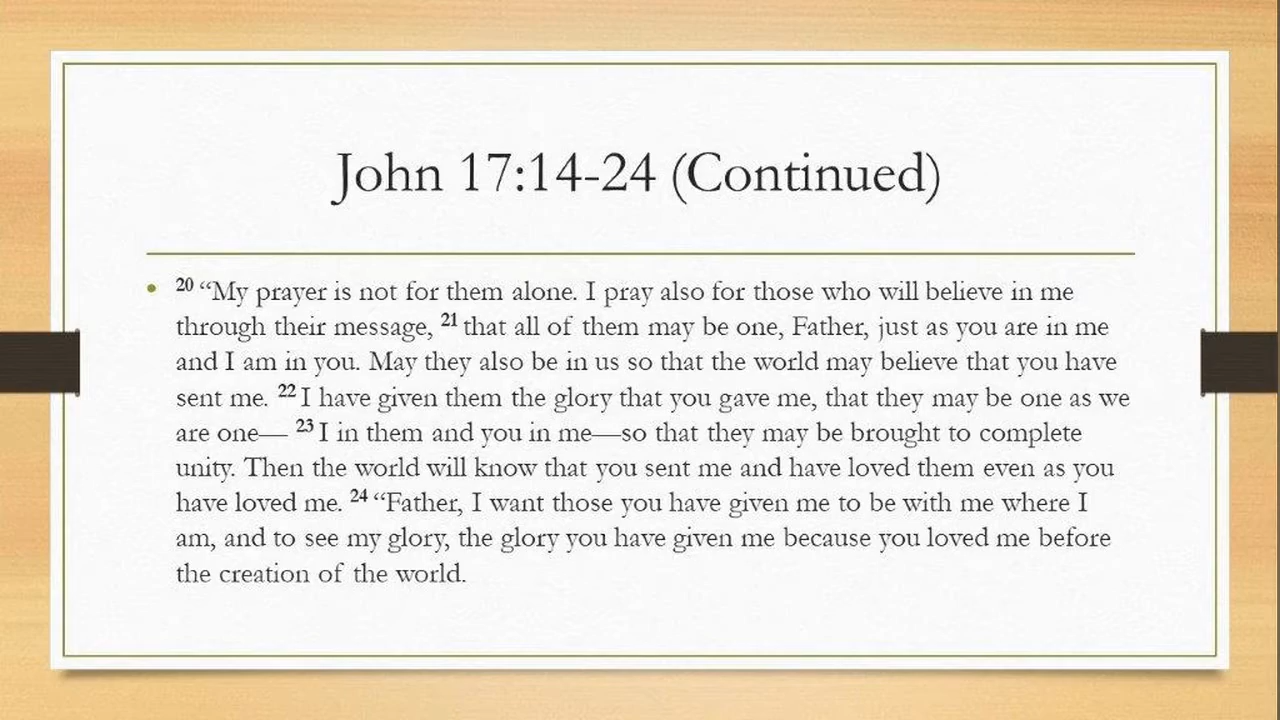 John 17:14-24 (Continued)
• 20 “My prayer is not for them alone. I pray also for those who will believe in me
through their message, 21 that all of them may be one, Father, just as you are in me
and I am in you. May they also be in us so that the world may believe that you have
sent me. 22 I have given them the glory that you gave me, that they may be one as we
are one— 23 I in them and you in me—so that they may be brought to complete
unity. Then the world will know that you sent me and have loved them even as you
have loved me. 24 “Father, I want those you have given me to be with me where I
am, and to see my glory, the glory you have given me because you loved me before
the creation of the world.